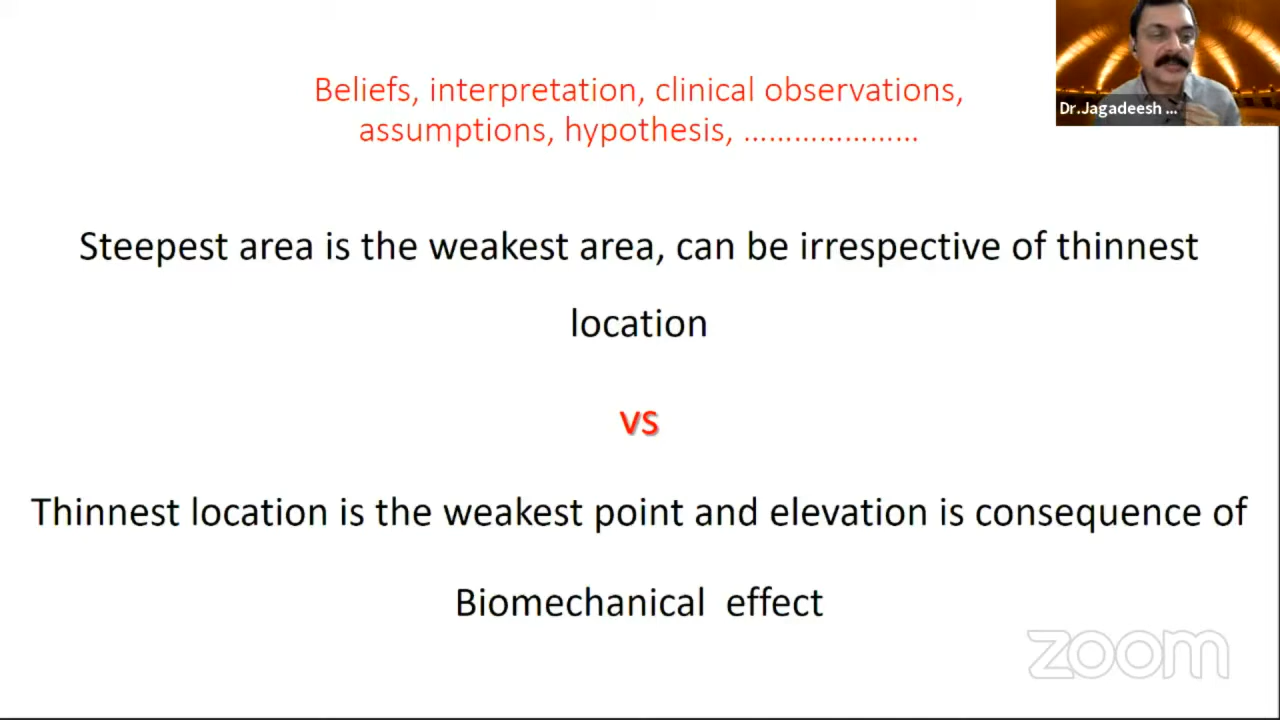 Beliefs, interpretation, clinical observations,
assumptions, hypothesis, .....................
Dr.Jagadeesh ...
Steepest area is the weakest area, can be irrespective of thinnest
location
vs
Thinnest location is the weakest point and elevation is consequence of
Biomechanical effect
zoom